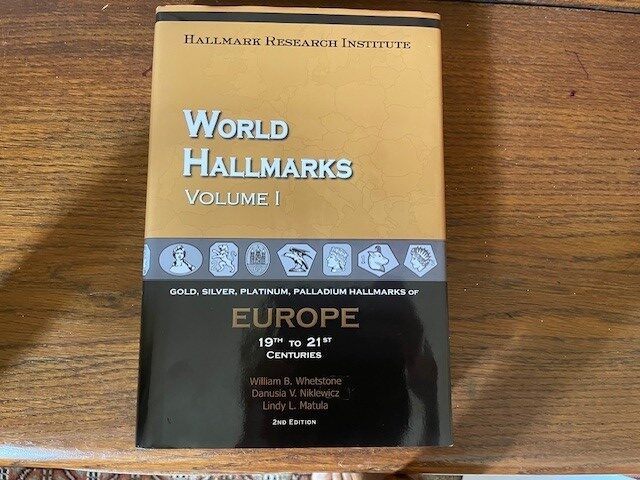 HALLMARK RESEARCH INSTITUTE
WORLD
HALLMARKS
VOLUME I
GOLD, SILVER, PLATINUM, PALLADIUM HALLMARKS OF
EUROPE
19TH TO 21ST
CENTURIES
William B. Whetstone
Danusia V. Niklewicz
Lindy L. Matula
2ND EDITION